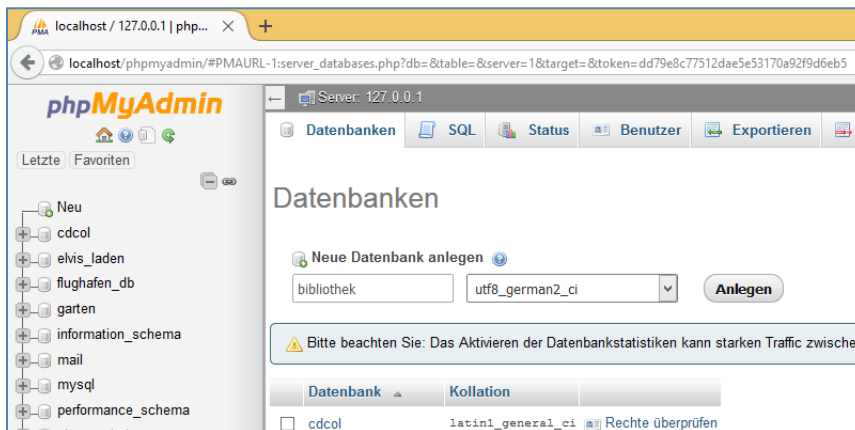 localhost / 127.0.0.1 | php...
localhost/phpmyadmin/#PMAURL-1:server_databases.php?db=&table=&server=1&target=&token=dd79e8c77512dae5e53170a92f9d6eb5
phpMyAdmin
Letzte Favoriten
Neu
cdcol
elvis_laden
flughafen_db
garten
information_schema
mail
mysql
performance_schema
Server: 127.0.0.1
Datenbanken SQL Status Benutzer Exportieren
Datenbanken
Neue Datenbank anlegen
bibliothek utf8_german2_ci Anlegen
Bitte beachten Sie: Das Aktivieren der Datenbankstatistiken kann starken Traffic zwische
Datenbank Kollation
cdcol latin1_general_ci Rechte überprüfen